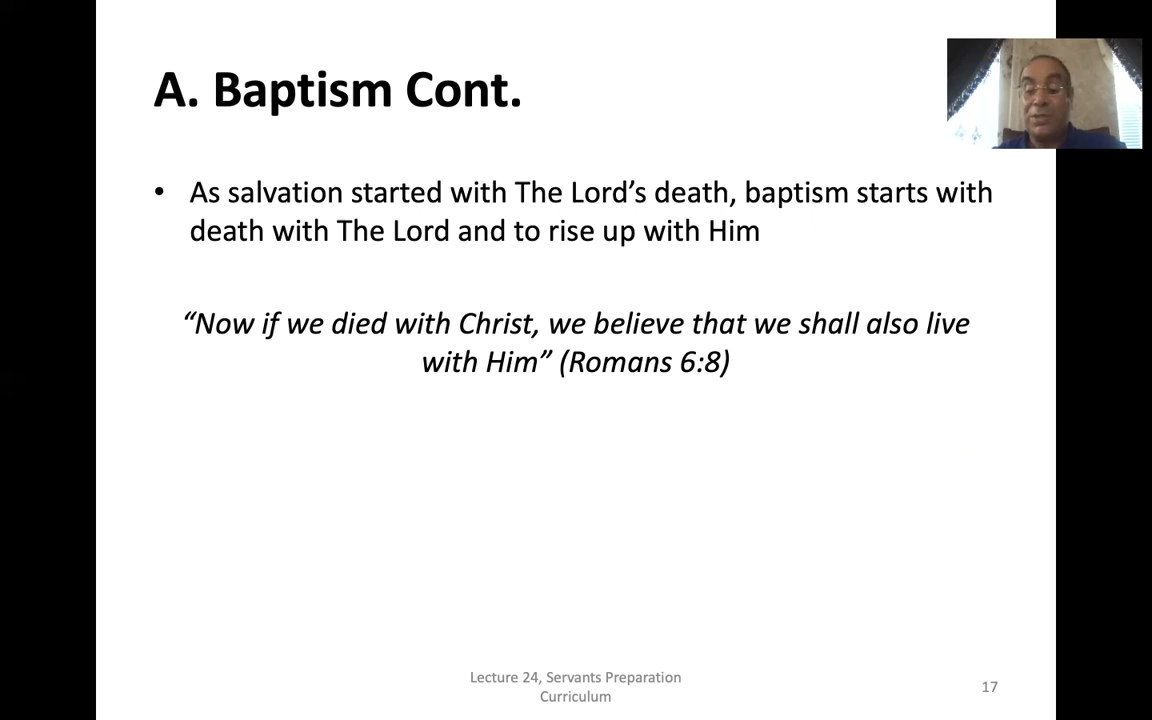 A. Baptism Cont.
• As salvation started with The Lord’s death, baptism starts with
death with The Lord and to rise up with Him
“Now if we died with Christ, we believe that we shall also live
with Him” (Romans 6:8)
Lecture 24, Servants Preparation
Curriculum
17